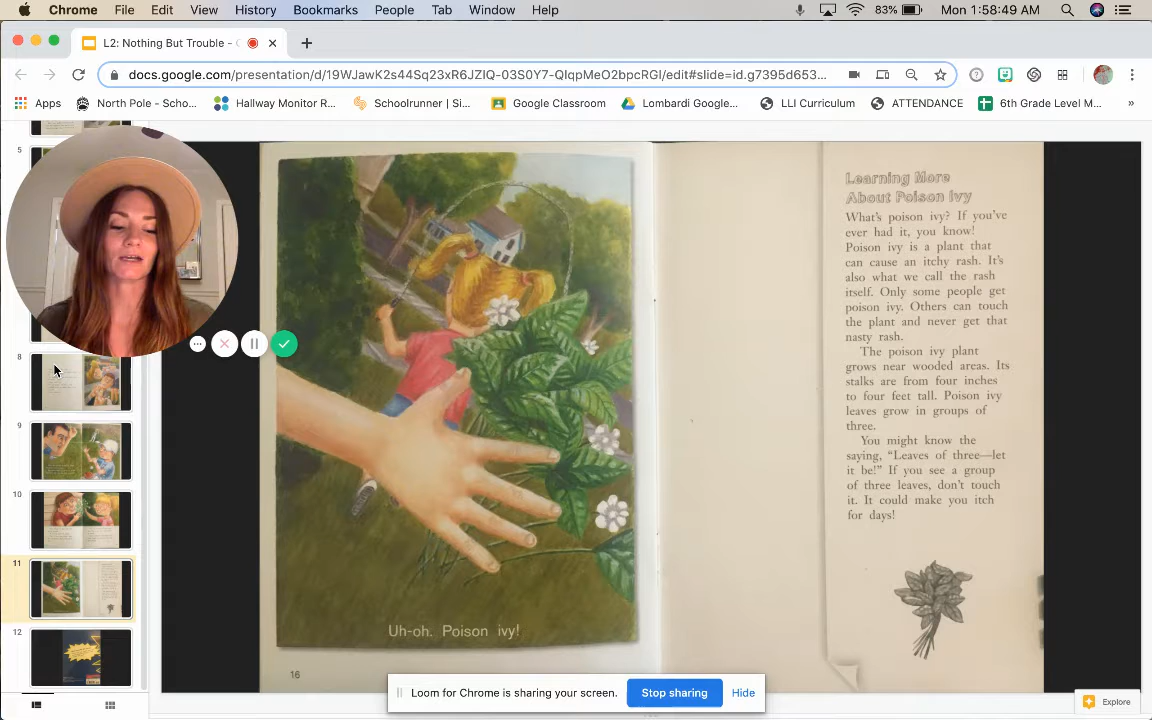 Chrome File Edit View History Bookmarks People Tab Window Help 83% Mon 1:58:49 AM
L2: Nothing But Trouble -
docs.google.com/presentation/d/19WJawK2s44Sq23xR6JZIQ-03S0Y7-QIqpMeO2bpcRGI/edit#slide=id.g7395d653...
Apps North Pole - Scho... Hallway Monitor R... Schoolrunner | Si... Google Classroom Lombardi Google... LLI Curriculum ATTENDANCE 6th Grade Level M... »
5
8
9
10
11
12
Uh-oh. Poison ivy!
16
Learning More
About Poison Ivy
What's poison ivy? If you've
ever had it, you know!
Poison ivy is a plant that
can cause an itchy rash. It's
also what we call the rash
itself. Only some people get
poison ivy. Others can touch
the plant and never get that
nasty rash.
The poison ivy plant
grows near wooded areas. Its
stalks are from four inches
to four feet tall. Poison ivy
leaves grow in groups of
three.
You might know the
saying, “Leaves of three—let
it be!” If you see a group
of three leaves, don't touch
it. It could make you itch
for days!
Loom for Chrome is sharing your screen. Stop sharing Hide
Explore